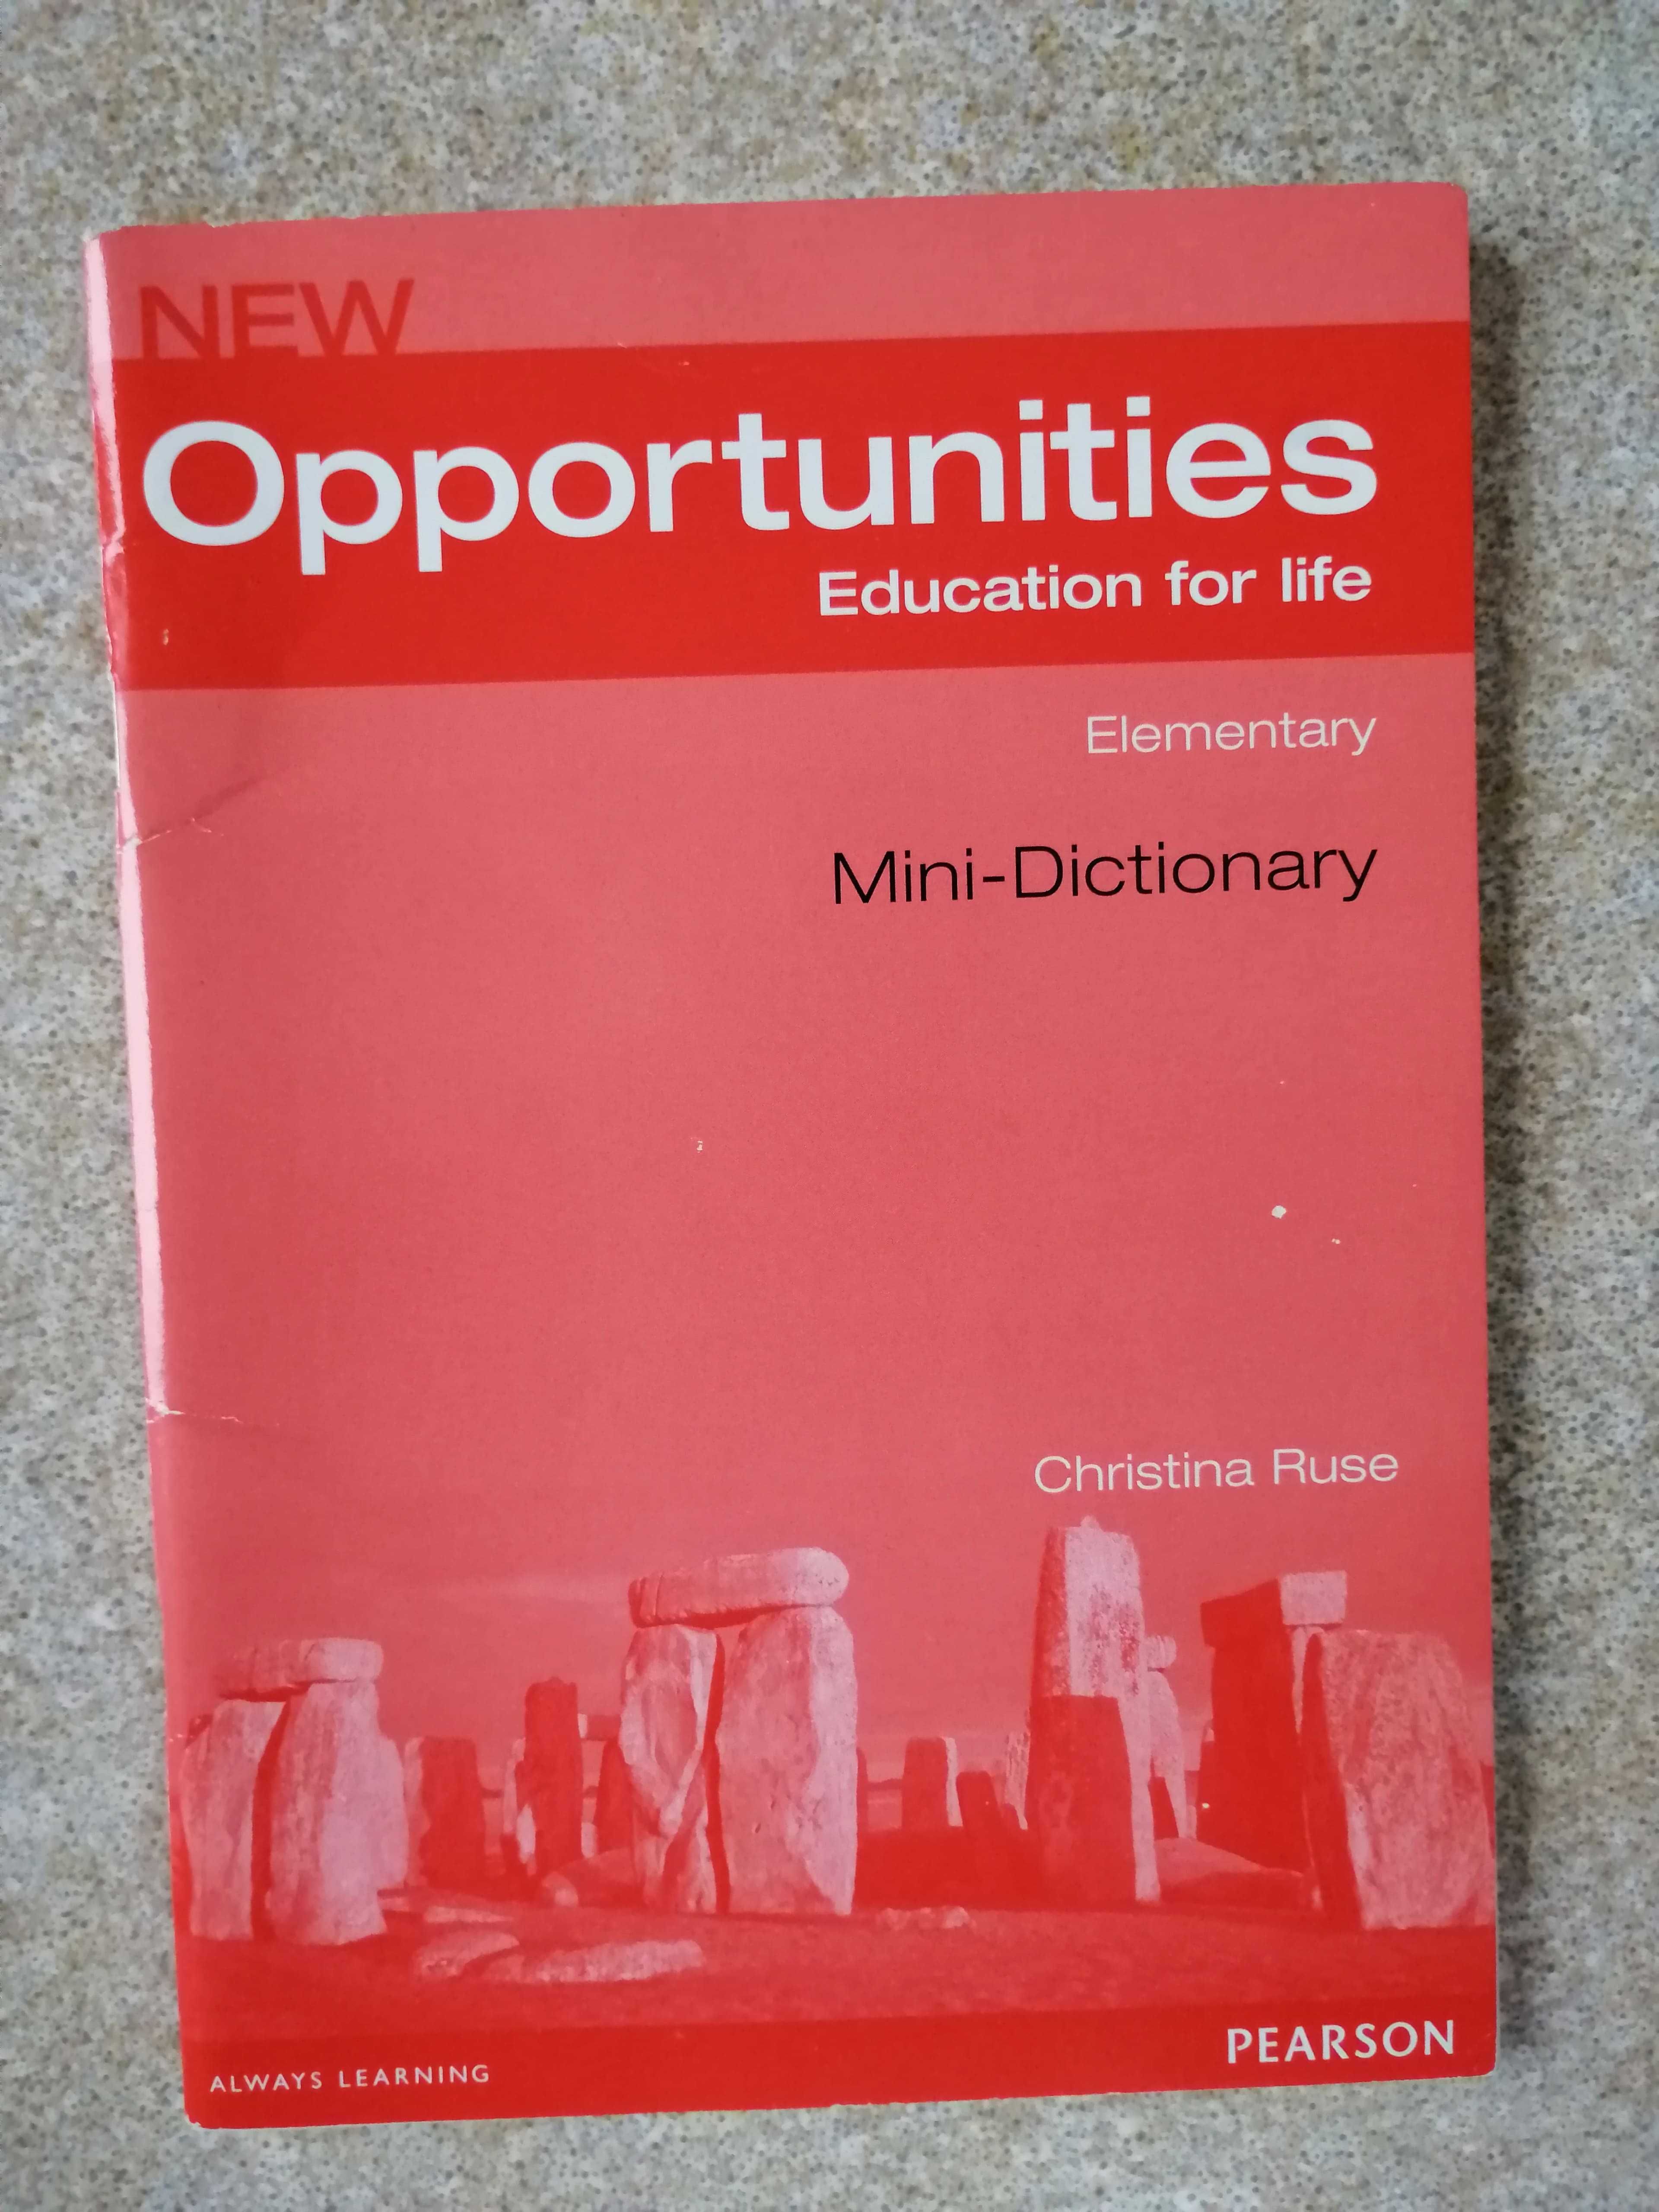 NEW
Opportunities
Education for life
Elementary
Mini-Dictionary
Christina Ruse
ALWAYS LEARNING
PEARSON